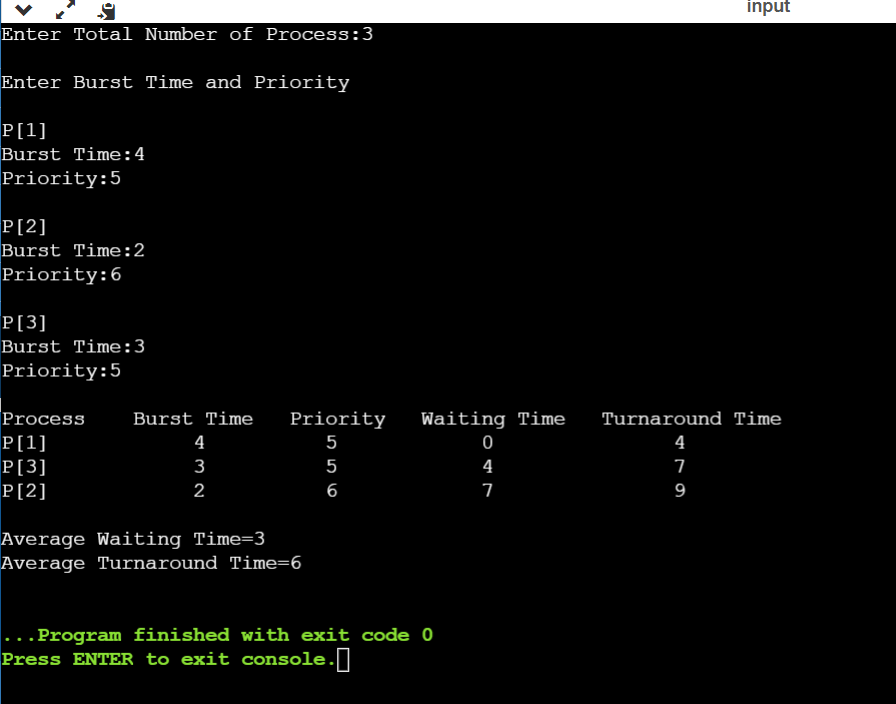 input
Enter Total Number of Process:3
Enter Burst Time and Priority
P[1]
Burst Time:4
Priority:5
P[2]
Burst Time:2
Priority:6
P[3]
Burst Time:3
Priority:5
Process Burst Time Priority Waiting Time Turnaround Time
P[1] 4 5 0 4
P[3] 3 5 4 7
P[2] 2 6 7 9
Average Waiting Time=3
Average Turnaround Time=6
...Program finished with exit code 0
Press ENTER to exit console.